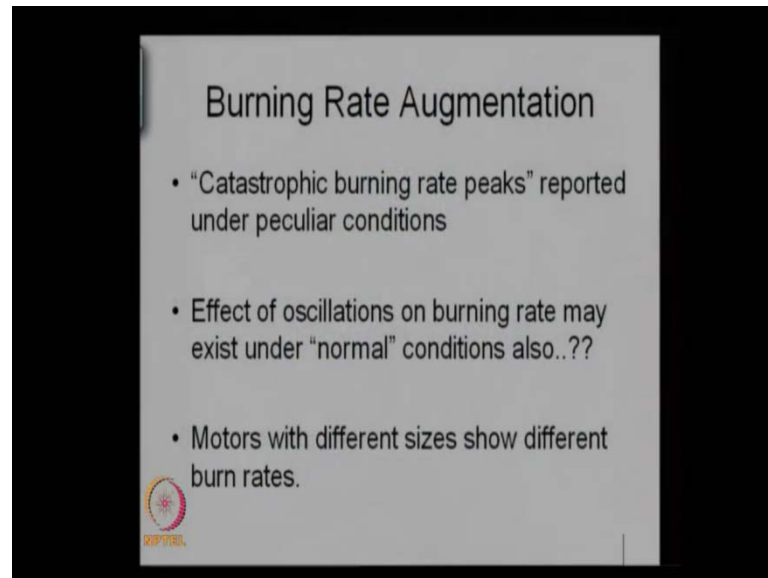 Burning Rate Augmentation
• "Catastrophic burning rate peaks" reported
under peculiar conditions
• Effect of oscillations on burning rate may
exist under "normal" conditions also..??
• Motors with different sizes show different
burn rates.
NPTEL